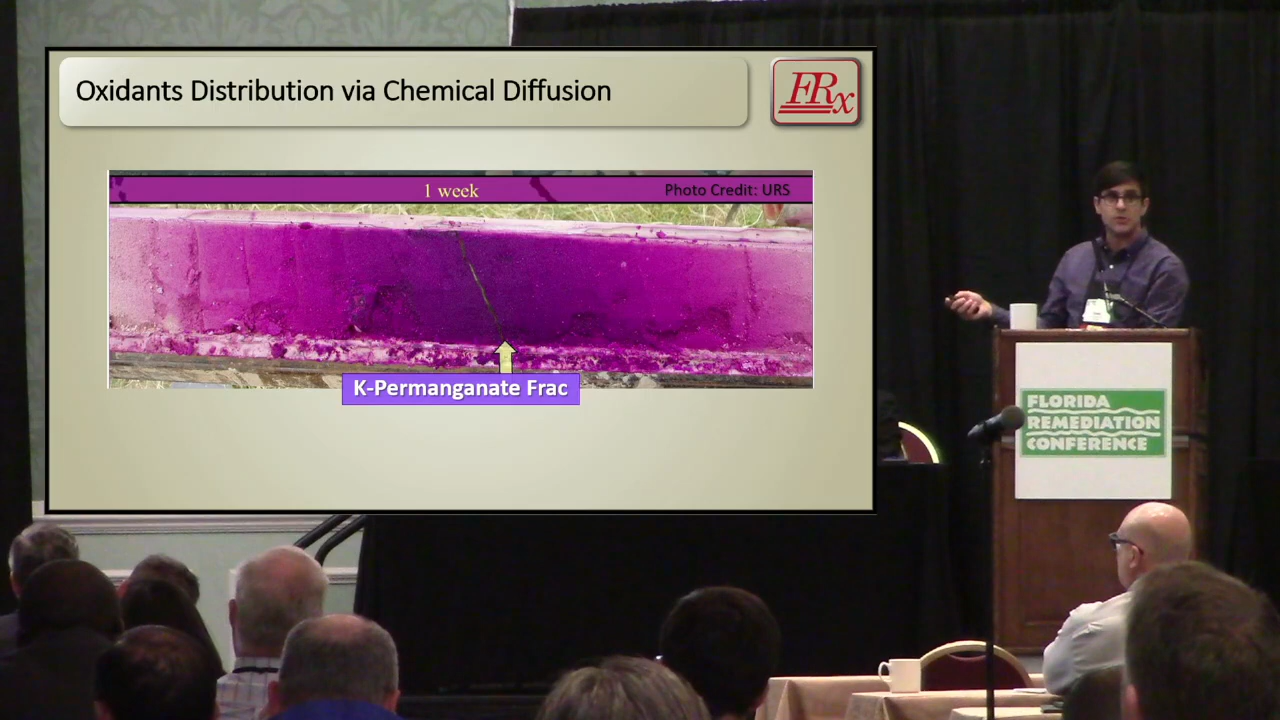 Oxidants Distribution via Chemical Diffusion
FRx
1 week
Photo Credit: URS
K-Permanganate Frac
FLORIDA
REMEDIATION
CONFERENCE